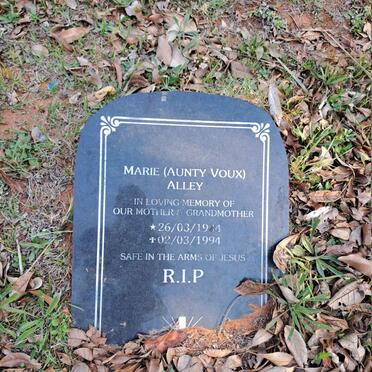 MARIE (AUNTY VOUX)
ALLEY
IN LOVING MEMORY OF
OUR MOTHER / GRANDMOTHER
★26/03/
✝02/03/1994
SAFE IN THE ARMS OF JESUS
R.I.P